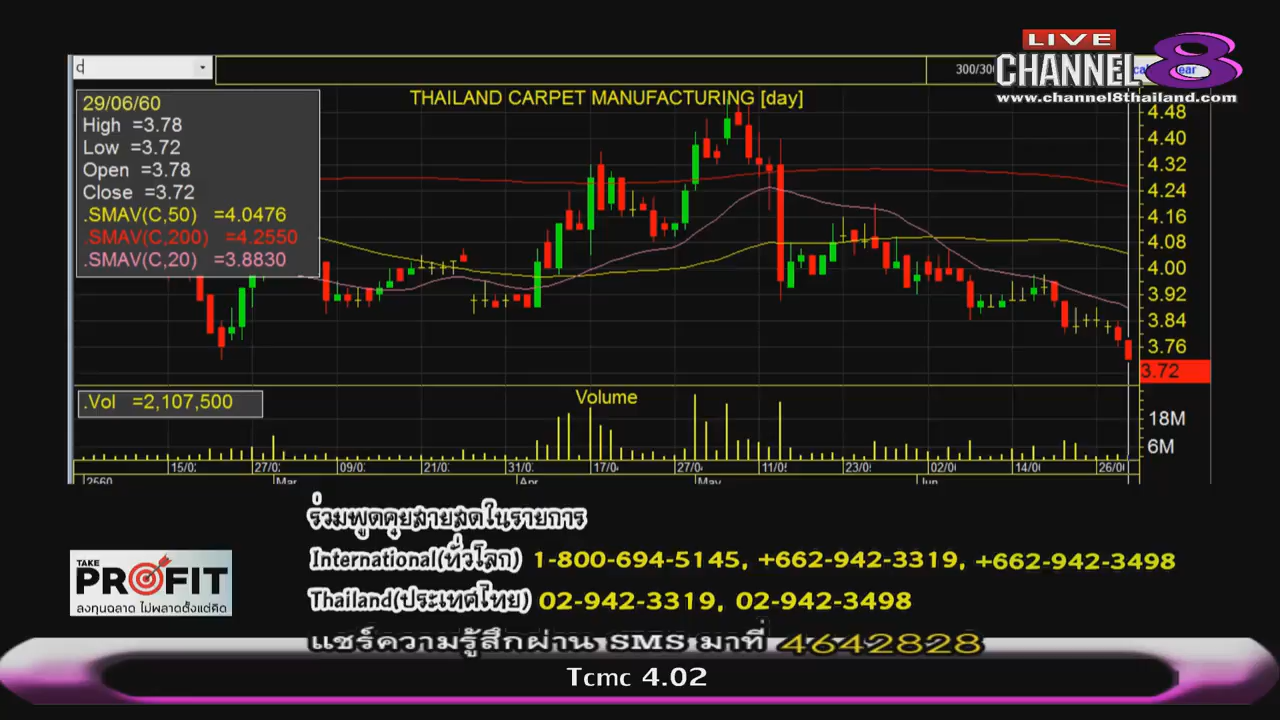 LIVE
CHANNEL 8
www.channel8thailand.com
c
300/300
THAILAND CARPET MANUFACTURING [day]
29/06/60
High =3.78
Low =3.72
Open =3.78
Close =3.72
.SMAV(C,50) =4.0476
.SMAV(C,200) =4.2550
.SMAV(C,20) =3.8830
4.48
4.40
4.32
4.24
4.16
4.08
4.00
3.92
3.84
3.76
3.72
.Vol =2,107,500
Volume
18M
6M
15/0 27/0 09/0 21/0 31/0 17/0 27/0 11/0 23/0 02/0 14/0 26/0
2560 Mar Apr May Jun
ร่วมพูดคุยสายสดในรายการ
International(ทั่วโลก) 1-800-694-5145, +662-942-3319, +662-942-3498
Thailand(ประเทศไทย) 02-942-3319, 02-942-3498
แชร์ความรู้สึกผ่าน SMS มาที่ 4642828
TAKE
PROFIT
ลงทุนฉลาด ไม่พลาดตั้งแต่คิด
Tcmc 4.02